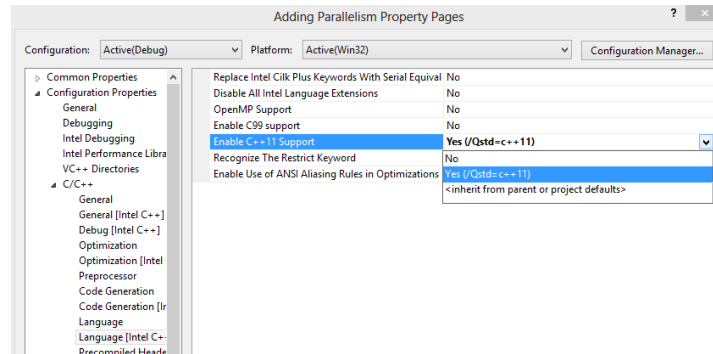 Adding Parallelism Property Pages
? ×
Configuration: Active(Debug) Platform: Active(Win32) Configuration Manager...
Common Properties
Configuration Properties
General
Debugging
Intel Debugging
Intel Performance Libra
VC++ Directories
C/C++
General
General [Intel C++]
Debug [Intel C++]
Optimization
Optimization [Intel
Preprocessor
Code Generation
Code Generation [Ir
Language
Language [Intel C+
Precompiled Heade
Replace Intel Cilk Plus Keywords With Serial Equival No
Disable All Intel Language Extensions No
OpenMP Support No
Enable C99 support No
Enable C++11 Support Yes (/Qstd=c++11)
Recognize The Restrict Keyword No
Enable Use of ANSI Aliasing Rules in Optimizations Yes (/Qstd=c++11)
<inherit from parent or project defaults>